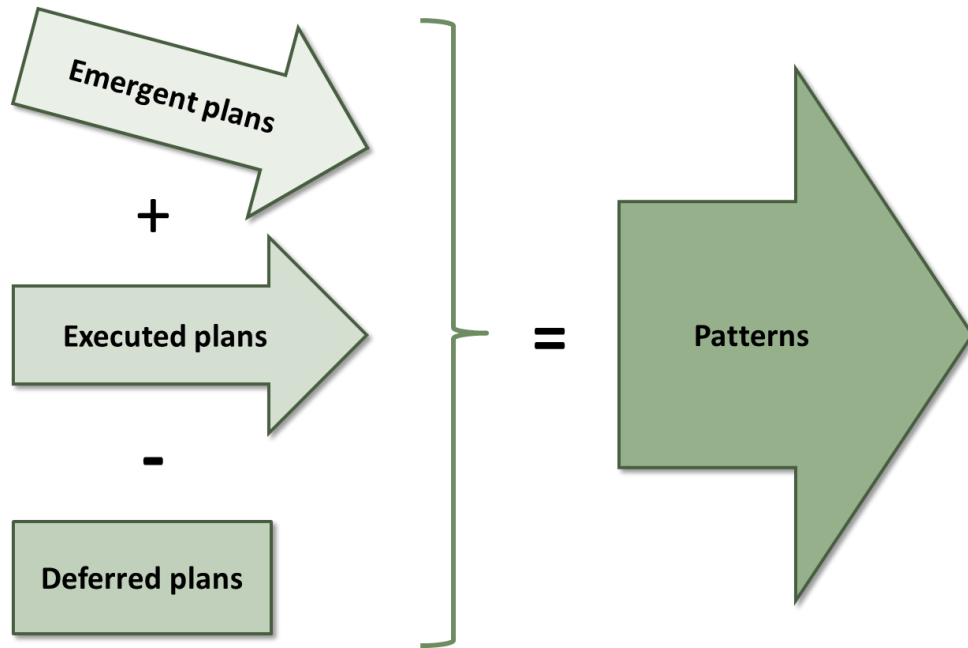 Emergent plans
+
Executed plans
=
Patterns
-
Deferred plans